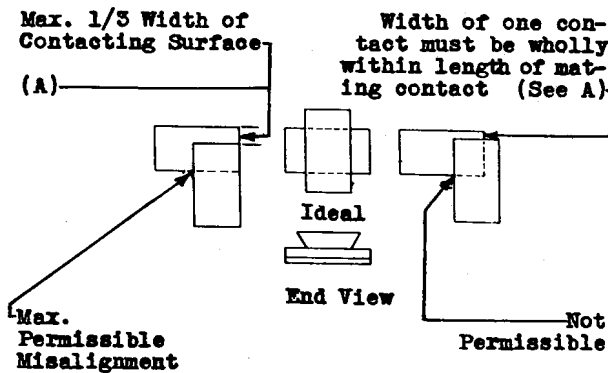 Max. 1/3 Width of
Contacting Surface
(A)
Width of one con-
tact must be wholly
within length of mat-
ing contact (See A)
Ideal
End View
Max.
Permissible
Misalignment
Not
Permissible